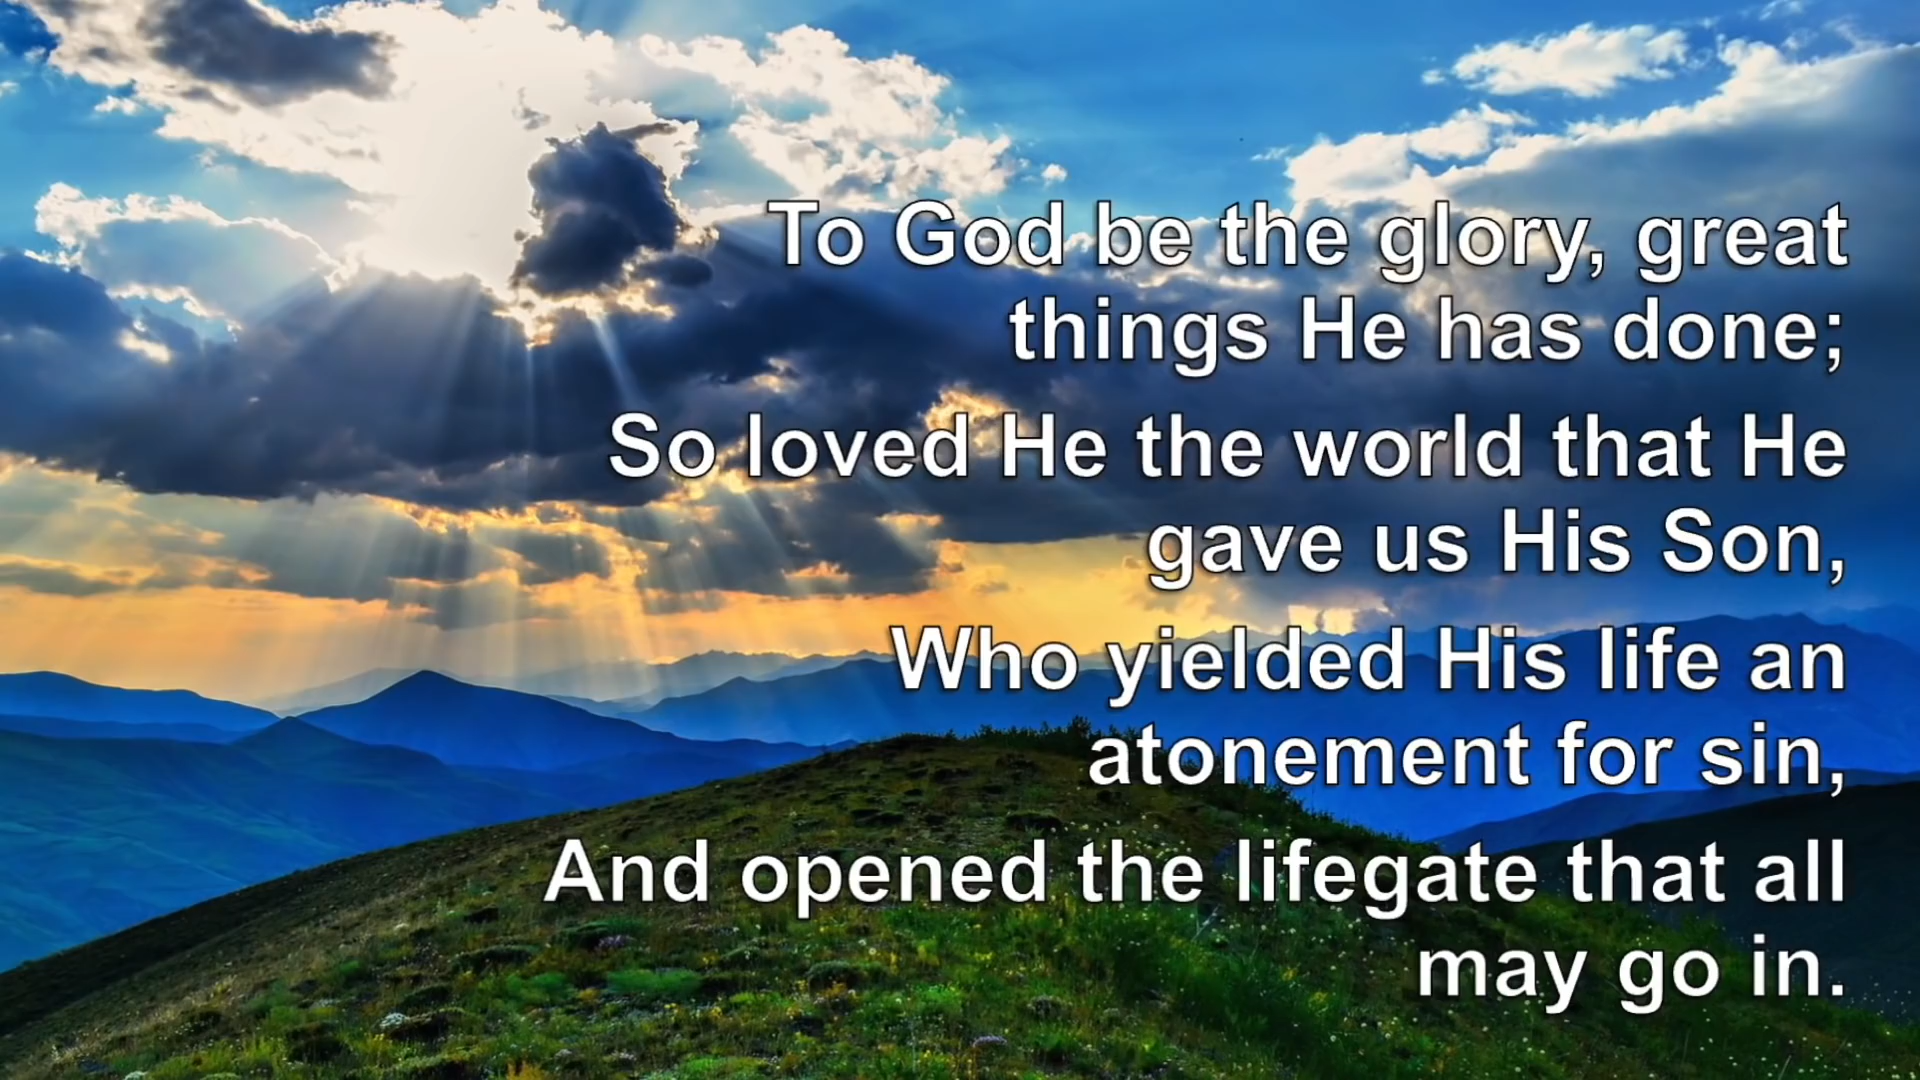 To God be the glory, great
things He has done;
So loved He the world that He
gave us His Son,
Who yielded His life an
atonement for sin,
And opened the lifegate that all
may go in.